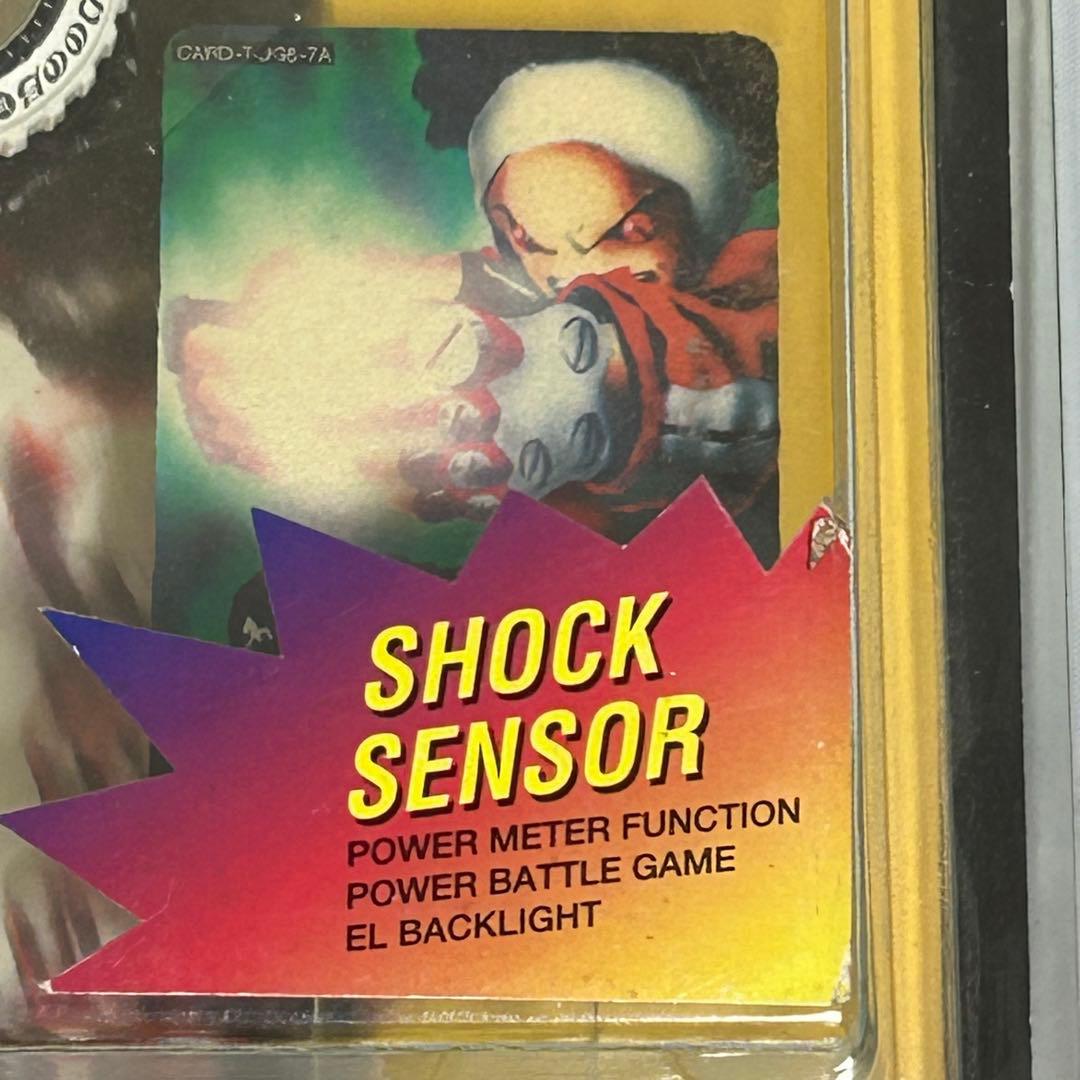 SHOCK
SENSOR
POWER METER FUNCTION
POWER BATTLE GAME
EL BACKLIGHT